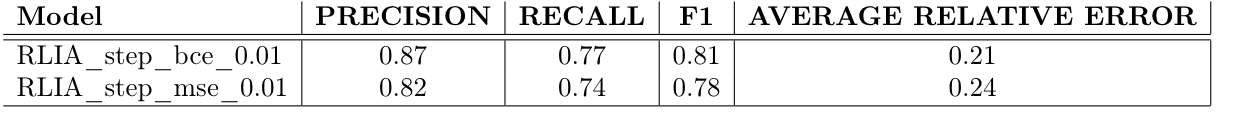 Model PRECISION RECALL F1 AVERAGE RELATIVE ERROR
RLIA_step_bce_0.01 0.87 0.77 0.81 0.21
RLIA_step_mse_0.01 0.82 0.74 0.78 0.24